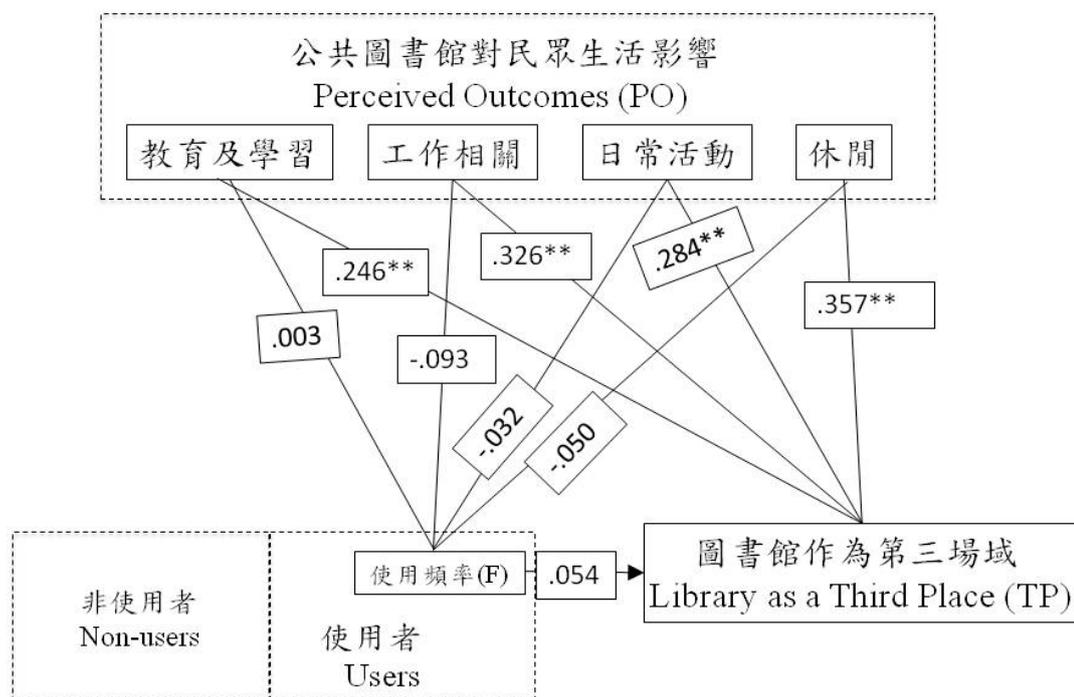 公共圖書館對民眾生活影響
Perceived Outcomes (PO)
教育及學習
工作相關
日常活動
休閒
.246**
.326**
.284**
.357**
.003
-.093
-.032
-.050
使用頻率(F)
.054
圖書館作為第三場域
Library as a Third Place (TP)
非使用者
Non-users
使用者
Users